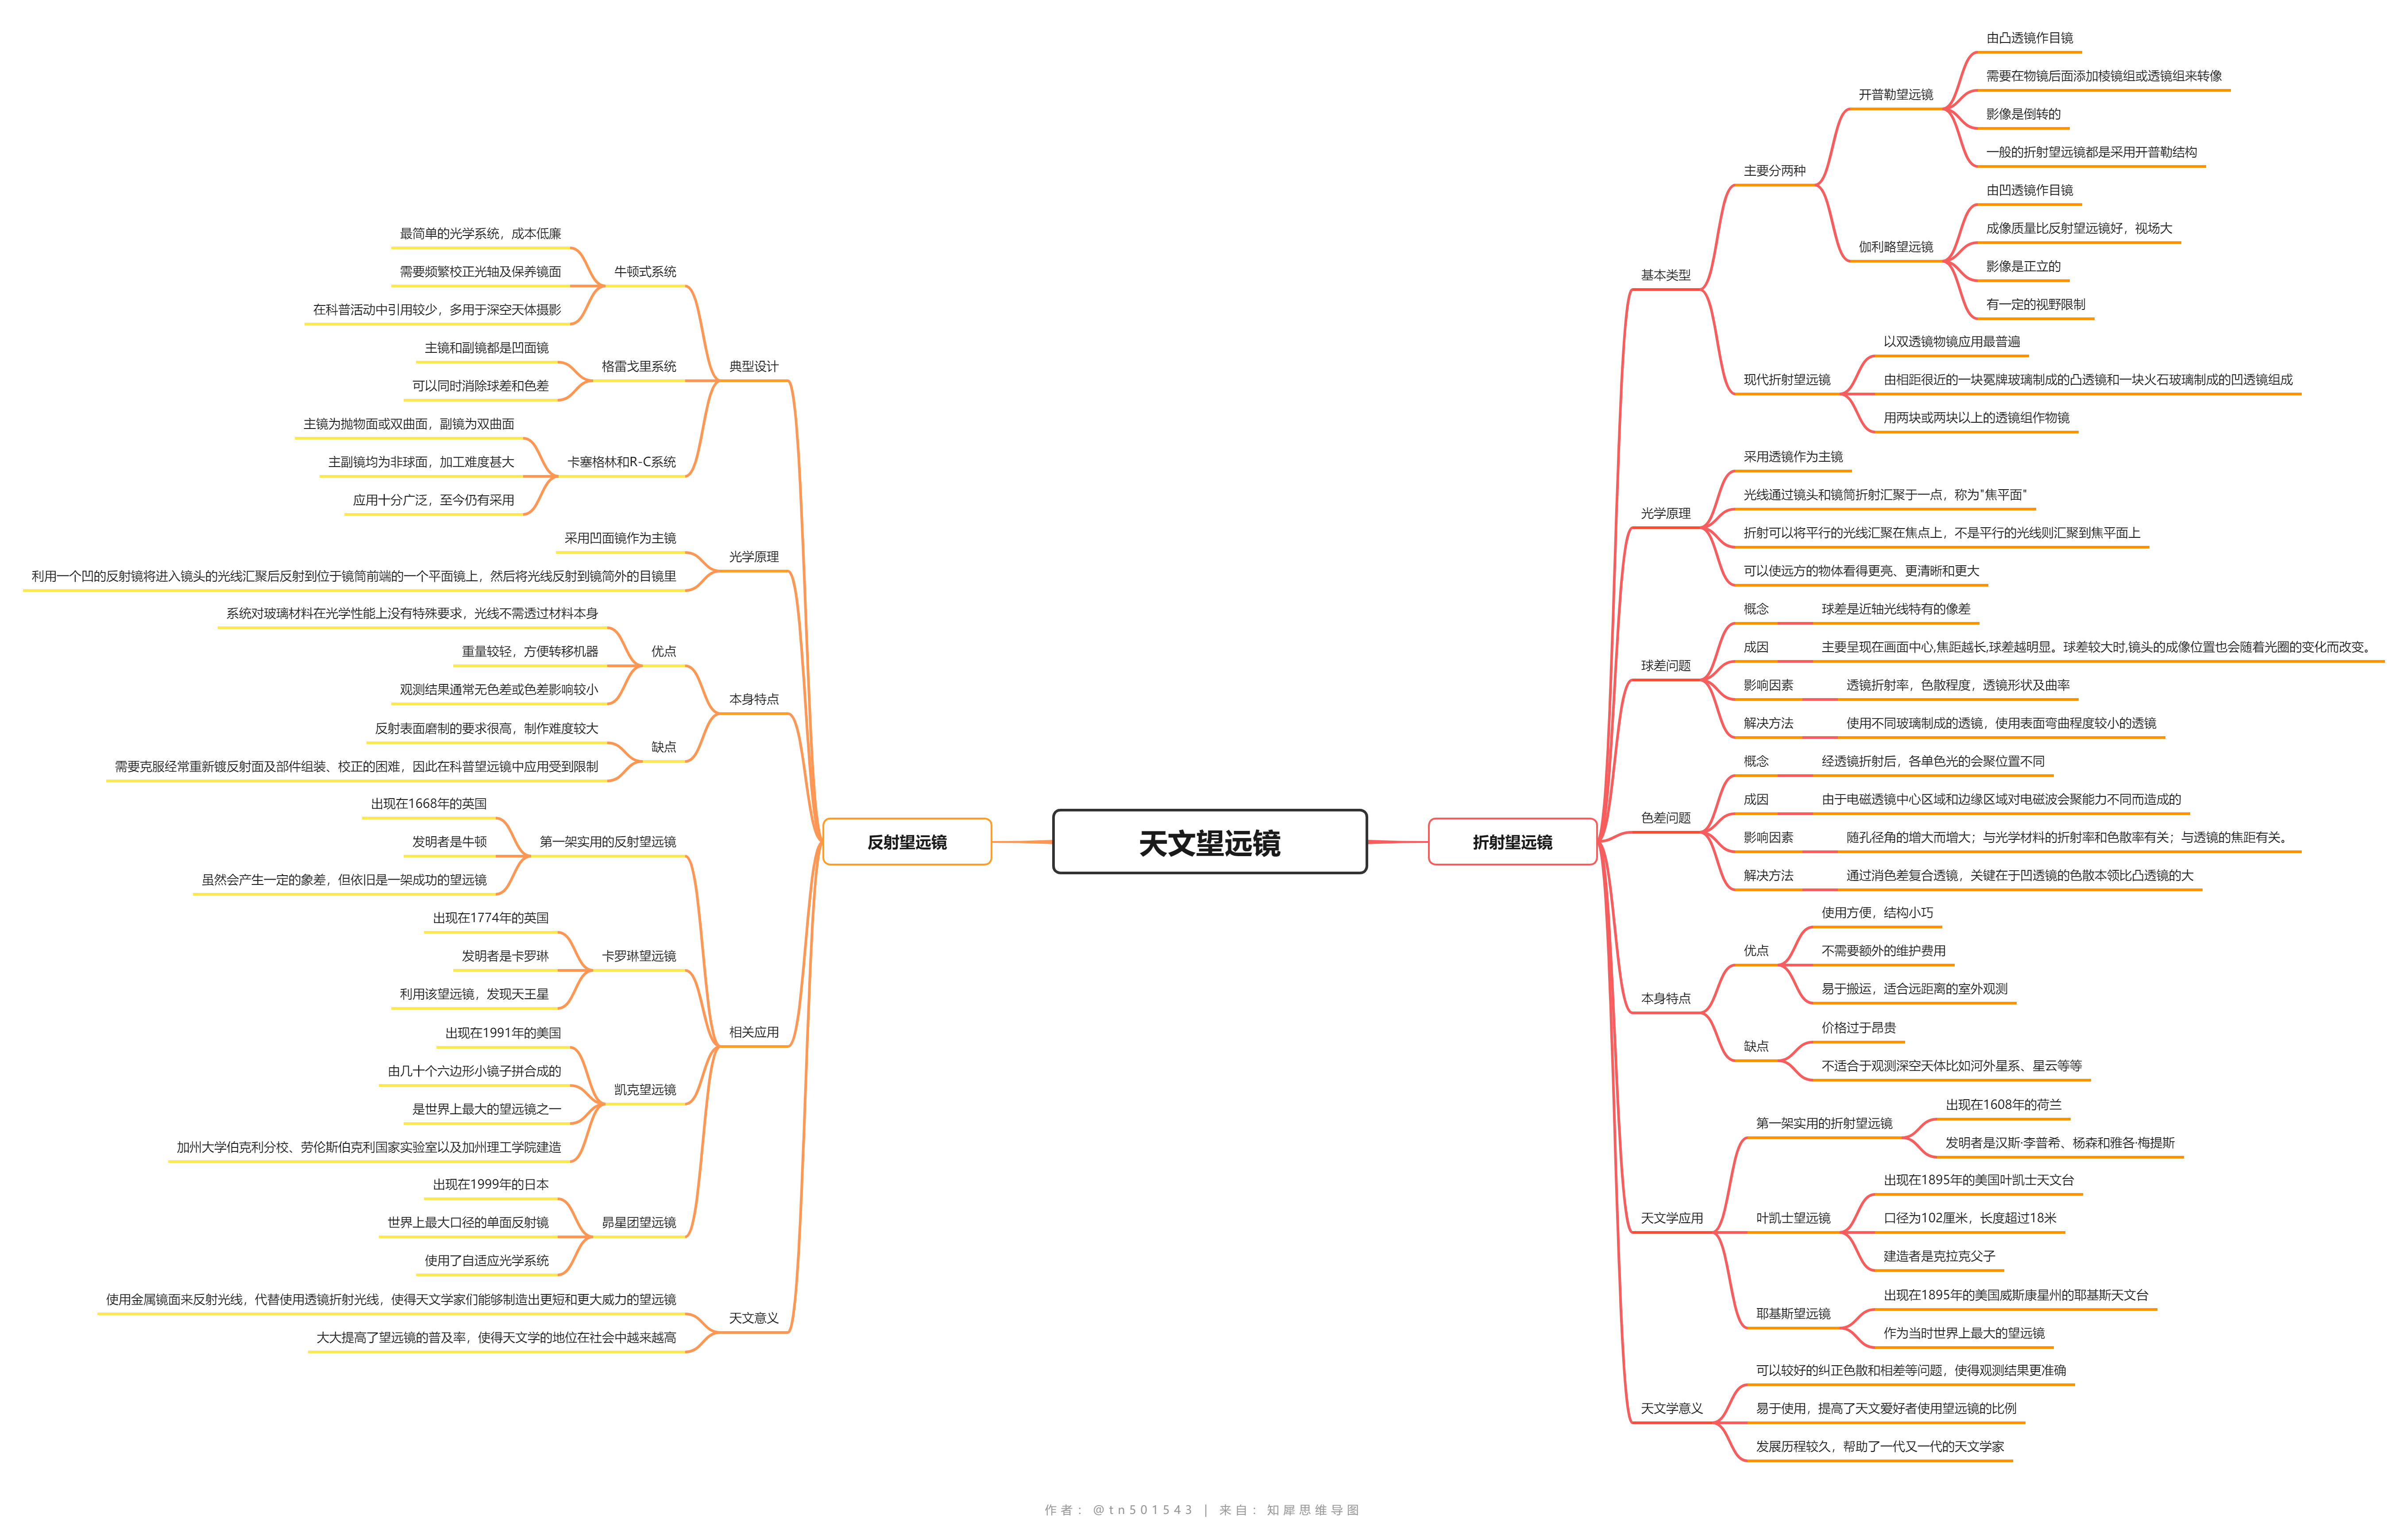 天文望远镜
折射望远镜
基本类型
主要分两种
开普勒望远镜
由凸透镜作目镜
需要在物镜后面添加棱镜组或透镜组来转像
影像是倒转的
一般的折射望远镜都是采用开普勒结构
伽利略望远镜
由凹透镜作目镜
成像质量比反射望远镜好，视场大
影像是正立的
有一定的视野限制
现代折射望远镜
以双透镜物镜应用最普遍
由相距很近的一块冕牌玻璃制成的凸透镜和一块火石玻璃制成的凹透镜组成
用两块或两块以上的透镜组作物镜
光学原理
采用透镜作为主镜
光线通过镜头和镜筒折射汇聚于一点，称为"焦平面"
折射可以将平行的光线汇聚在焦点上，不是平行的光线则汇聚到焦平面上
可以使远方的物体看得更亮、更清晰和更大
球差问题
概念
球差是近轴光线特有的像差
成因
主要呈现在画面中心,焦距越长,球差越明显。球差较大时,镜头的成像位置也会随着光圈的变化而改变。
影响因素
透镜折射率，色散程度，透镜形状及曲率
解决方法
使用不同玻璃制成的透镜，使用表面弯曲程度较小的透镜
色差问题
概念
经透镜折射后，各单色光的会聚位置不同
成因
由于电磁透镜中心区域和边缘区域对电磁波会聚能力不同而造成的
影响因素
随孔径角的增大而增大；与光学材料的折射率和色散率有关；与透镜的焦距有关。
解决方法
通过消色差复合透镜，关键在于凹透镜的色散本领比凸透镜的大
本身特点
优点
使用方便，结构小巧
不需要额外的维护费用
易于搬运，适合远距离的室外观测
缺点
价格过于昂贵
不适合于观测深空天体比如河外星系、星云等等
天文学应用
第一架实用的折射望远镜
出现在1608年的荷兰
发明者是汉斯·李普希、杨森和雅各·梅提斯
叶凯士望远镜
出现在1895年的美国叶凯士天文台
口径为102厘米，长度超过18米
建造者是克拉克父子
耶基斯望远镜
出现在1895年的美国威斯康星州的耶基斯天文台
作为当时世界上最大的望远镜
天文学意义
可以较好的纠正色散和相差等问题，使得观测结果更准确
易于使用，提高了天文爱好者使用望远镜的比例
发展历程较久，帮助了一代又一代的天文学家
反射望远镜
典型设计
牛顿式系统
最简单的光学系统，成本低廉
需要频繁校正光轴及保养镜面
在科普活动中引用较少，多用于深空天体摄影
格雷戈里系统
主镜和副镜都是凹面镜
可以同时消除球差和色差
卡塞格林和R-C系统
主镜为抛物面或双曲面，副镜为双曲面
主副镜均为非球面，加工难度甚大
应用十分广泛，至今仍有采用
光学原理
采用凹面镜作为主镜
利用一个凹的反射镜将进入镜头的光线汇聚后反射到位于镜筒前端的一个平面镜上，然后将光线反射到镜筒外的目镜里
本身特点
优点
系统对玻璃材料在光学性能上没有特殊要求，光线不需透过材料本身
重量较轻，方便转移机器
观测结果通常无色差或色差影响较小
缺点
反射表面磨制的要求很高，制作难度较大
需要克服经常重新镀反射面及部件组装、校正的困难，因此在科普望远镜中应用受到限制
相关应用
第一架实用的反射望远镜
出现在1668年的英国
发明者是牛顿
虽然会产生一定的象差，但依旧是一架成功的望远镜
卡罗琳望远镜
出现在1774年的英国
发明者是卡罗琳
利用该望远镜，发现天王星
凯克望远镜
出现在1991年的美国
由几十个六边形小镜子拼合成的
是世界上最大的望远镜之一
加州大学伯克利分校、劳伦斯伯克利国家实验室以及加州理工学院建造
昴星团望远镜
出现在1999年的日本
世界上最大口径的单面反射镜
使用了自适应光学系统
天文意义
使用金属镜面来反射光线，代替使用透镜折射光线，使得天文学家们能够制造出更短和更大威力的望远镜
大大提高了望远镜的普及率，使得天文学的地位在社会中越来越高
作者：@tn501543 | 来自：知犀思维导图